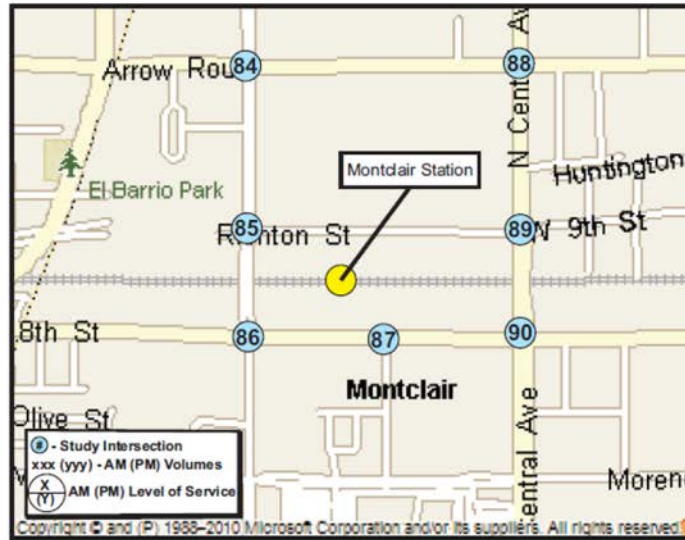 84
88
Arrow Rou
N Cent
Av
Montclair Station
Huntington
El Barrio Park
85
89
R nton St
W 9th St
8th St
86
87
90
Montclair
Olive St
entral Ave
Moren
# - Study Intersection
xxx (yyy) - AM (PM) Volumes
X
(Y)
AM (PM) Level of Service
Copyright © and (P) 1988–2010 Microsoft Corporation and/or its suppliers. All rights reserved.